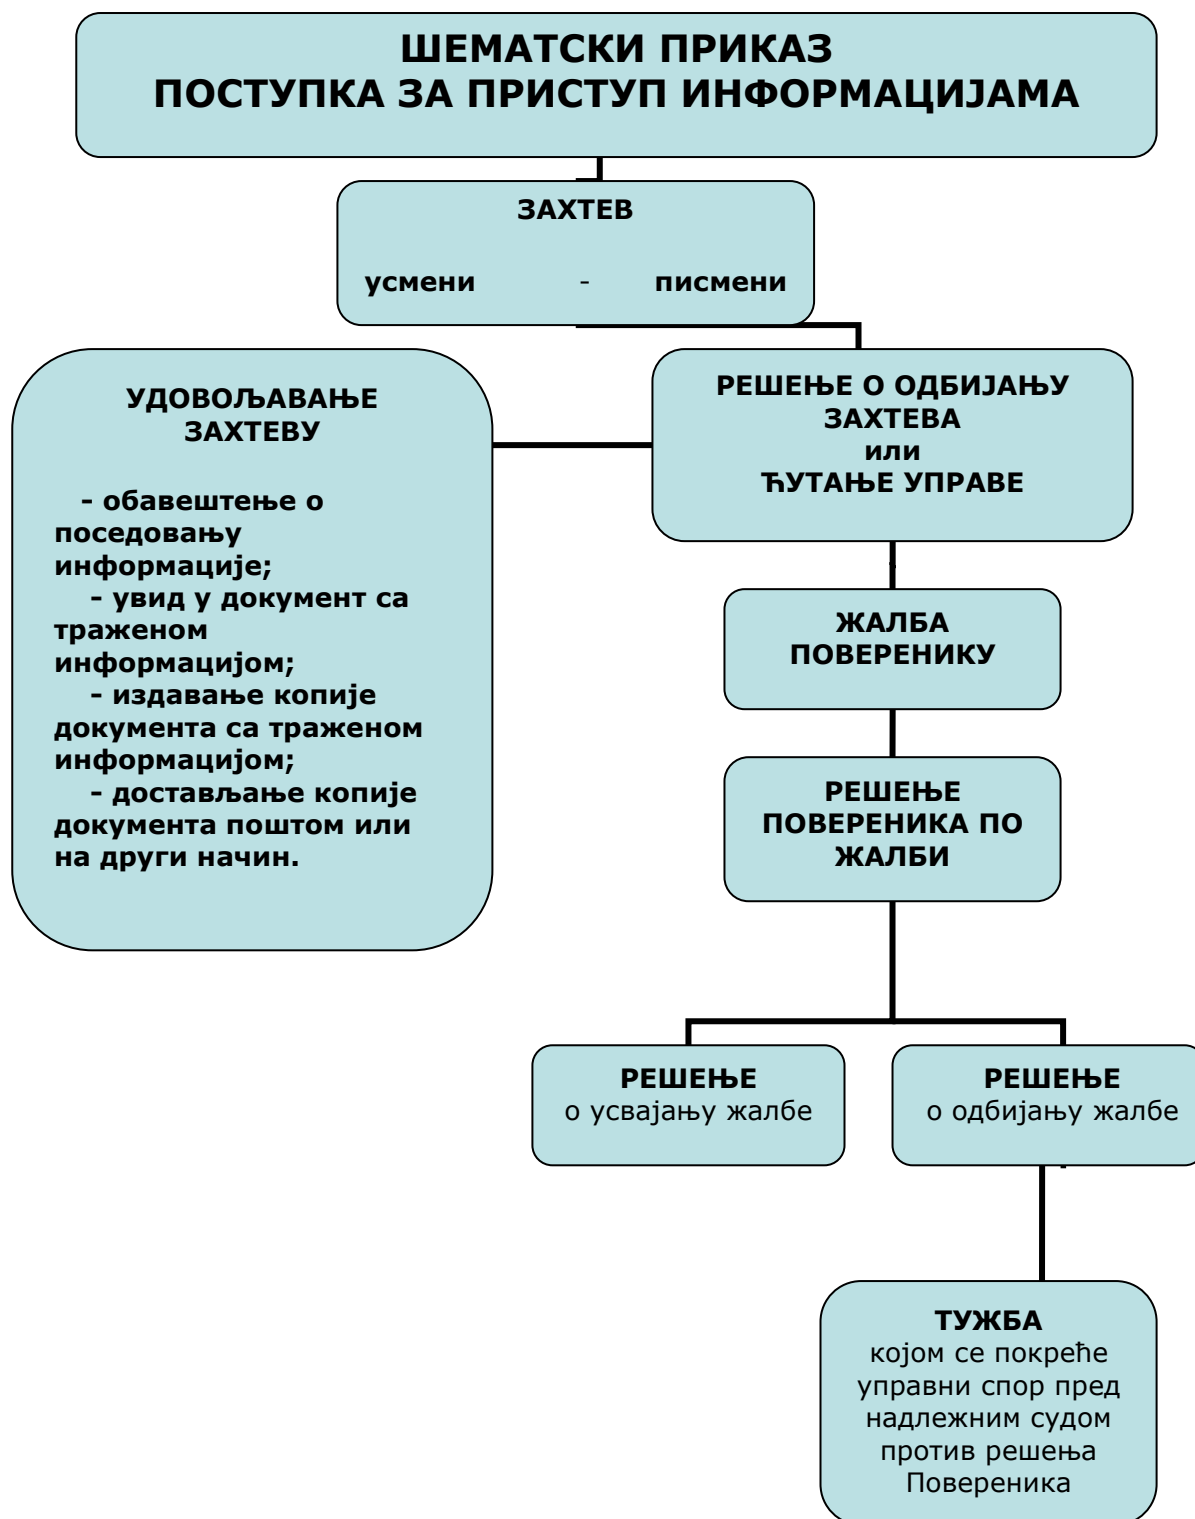 ШЕМАТСКИ ПРИКАЗ
ПОСТУПКА ЗА ПРИСТУП ИНФОРМАЦИЈАМА
ЗАХТЕВ
усмени - писмени
УДОВОЉАВАЊЕ
ЗАХТЕВУ
- обавештење о
поседовању
информације;
- увид у документ са
траженом
информацијом;
- издавање копије
документа са траженом
информацијом;
- достављање копије
документа поштом или
на други начин.
РЕШЕЊЕ О ОДБИЈАЊУ
ЗАХТЕВА
или
ЋУТАЊЕ УПРАВЕ
ЖАЛБА
ПОВЕРЕНИКУ
РЕШЕЊЕ
ПОВЕРЕНИКА ПО
ЖАЛБИ
РЕШЕЊЕ
о усвајању жалбе
РЕШЕЊЕ
о одбијању жалбе
ТУЖБА
којом се покреће
управни спор пред
надлежним судом
против решења
Повереника